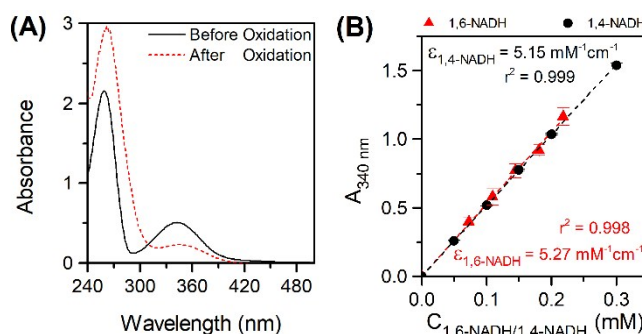 (A)
3
2
1
0
Absorbance
240 300 360 420 480
Wavelength (nm)
Before Oxidation
After Oxidation
(B)
1,6-NADH 1,4-NADH
ε1,4-NADH = 5.15 mM-1cm-1
r2 = 0.999
1.5
1.0
0.5
0.0
A340 nm
r2 = 0.998
ε1,6-NADH = 5.27 mM-1cm-1
0.0 0.1 0.2 0.3
C1,6-NADH/1,4-NADH (mM)